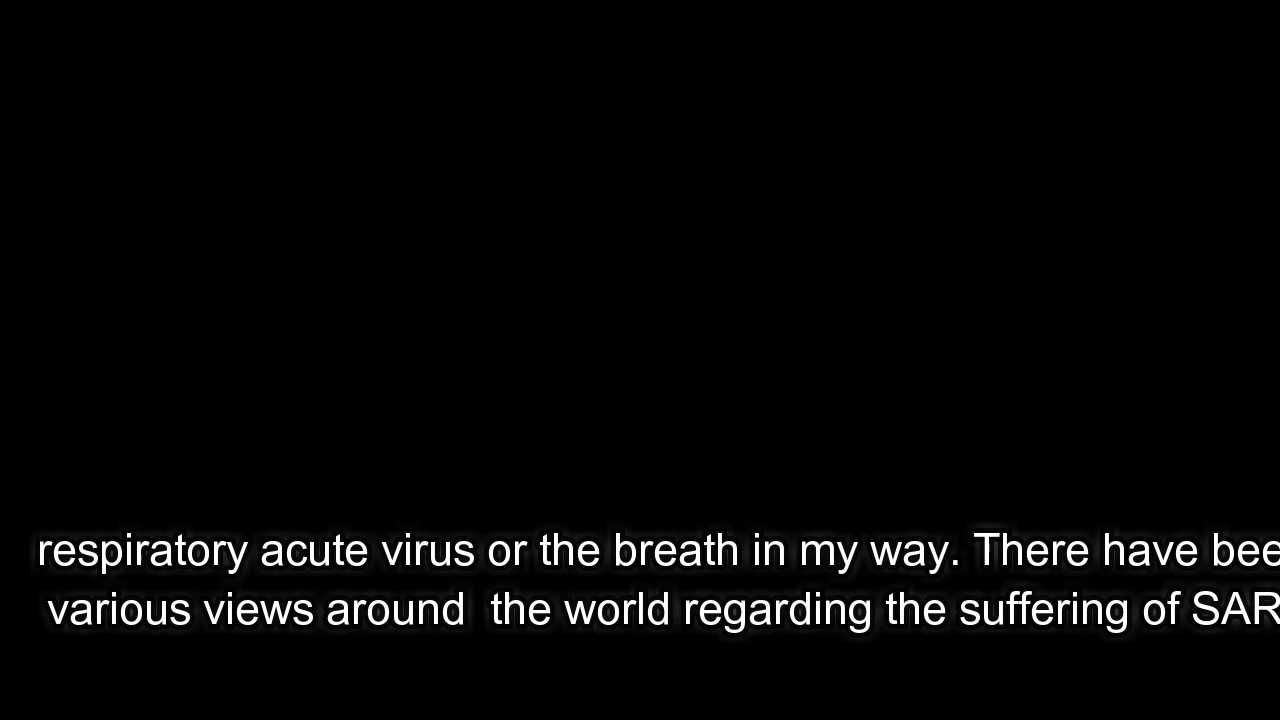 respiratory acute virus or the breath in my way. There have bee
various views around  the world regarding the suffering of SAR